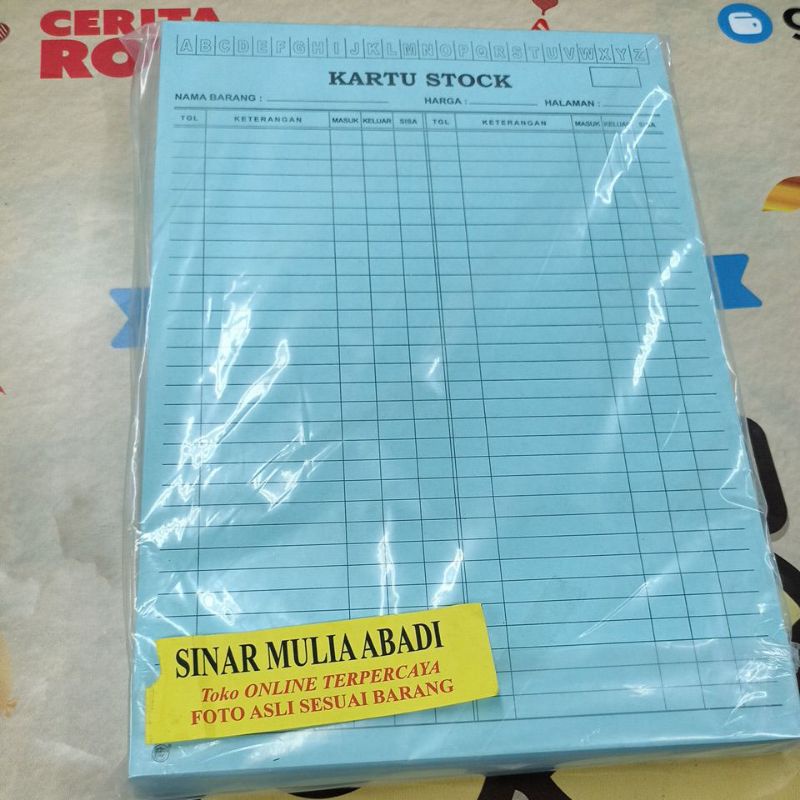 CERITA
RO
A B C D E F G H I J K L M N O P Q R S T U V W X Y Z
KARTU STOCK
NAMA BARANG : HARGA : HALAMAN :
TGL KETERANGAN MASUK KELUAR SISA TGL KETERANGAN MASUK KELUAR SISA
SINAR MULIA ABADI
Toko ONLINE TERPERCAYA
FOTO ASLI SESUAI BARANG